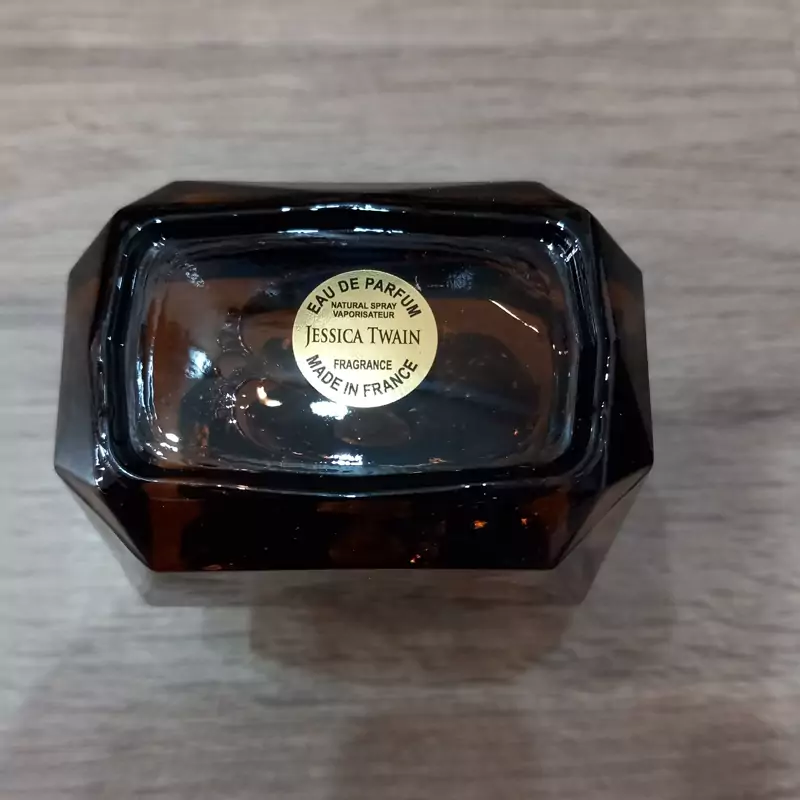 EAU DE PARFUM
NATURAL SPRAY
VAPORISATEUR
JESSICA TWAIN
FRAGRANCE
MADE IN FRANCE